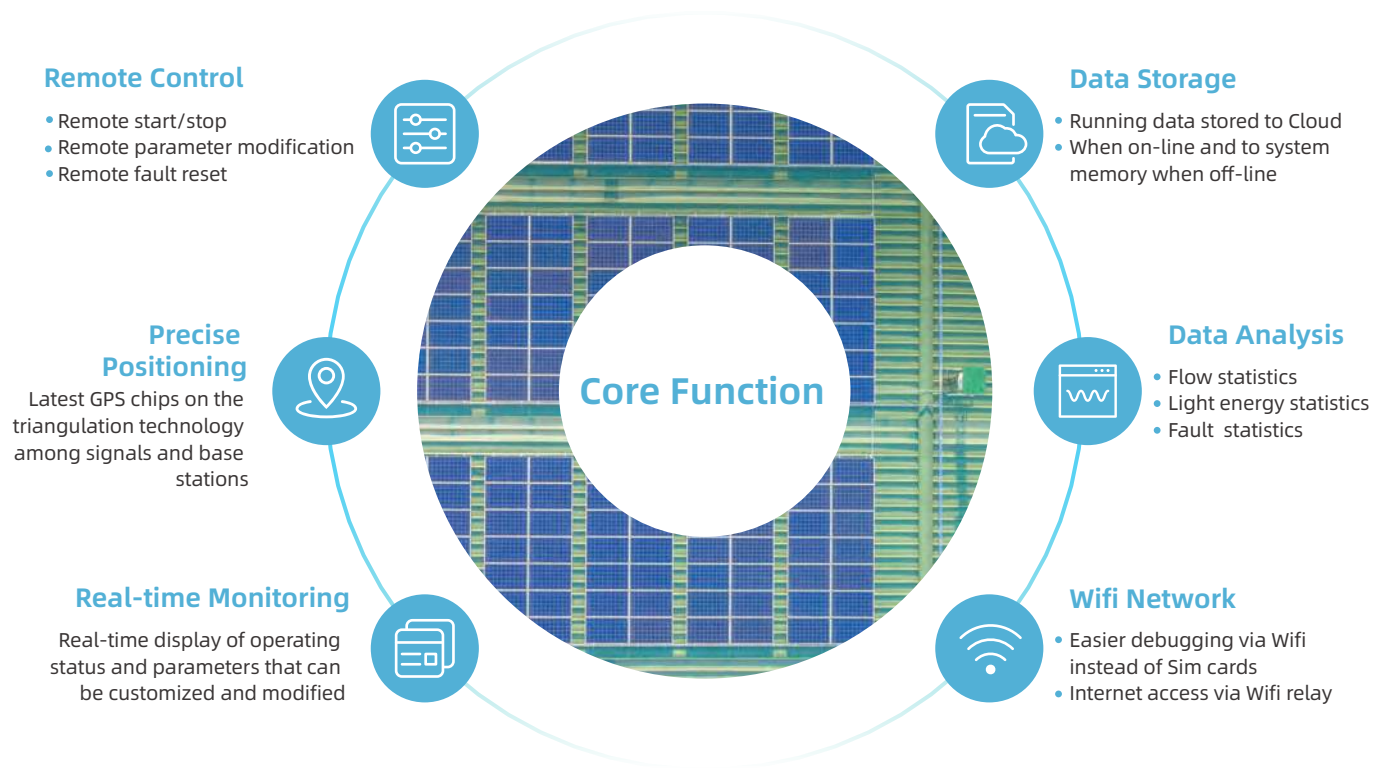 Remote Control
• Remote start/stop
• Remote parameter modification
• Remote fault reset
Precise
Positioning
Latest GPS chips on the
triangulation technology
among signals and base
stations
Real-time Monitoring
Real-time display of operating
status and parameters that can
be customized and modified
Core Function
Data Storage
• Running data stored to Cloud
• When on-line and to system
memory when off-line
Data Analysis
• Flow statistics
• Light energy statistics
• Fault  statistics
Wifi Network
• Easier debugging via Wifi
instead of Sim cards
• Internet access via Wifi relay